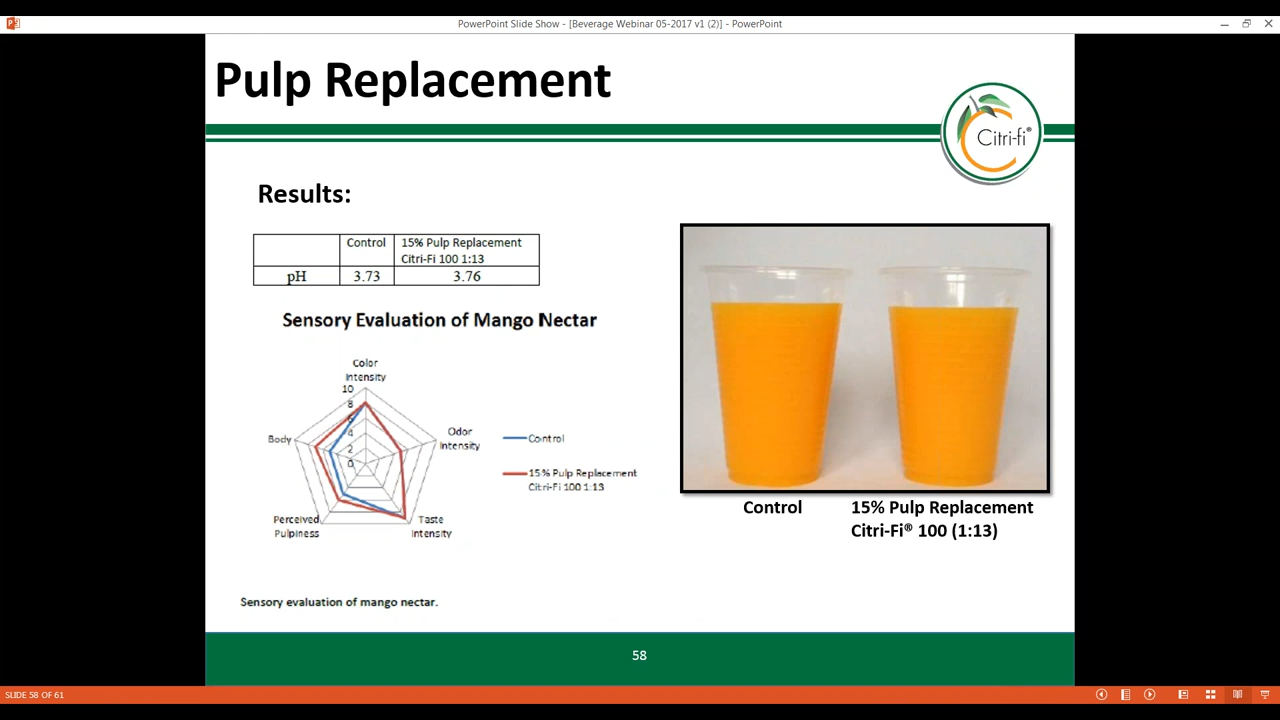 PowerPoint Slide Show - [Beverage Webinar 05-2017 v1 (2)] - PowerPoint
Pulp Replacement
Citri-fi®
Results:
Control
15% Pulp Replacement
Citri-Fi 100 1:13
pH
3.73
3.76
Sensory Evaluation of Mango Nectar
Color
Intensity
10
8
6
4
2
0
Odor
Intensity
Taste
Intensity
Perceived
Pulpiness
Body
Control
15% Pulp Replacement
Citri-Fi 100 1:13
Control
15% Pulp Replacement
Citri-Fi® 100 (1:13)
Sensory evaluation of mango nectar.
58
SLIDE 58 OF 61